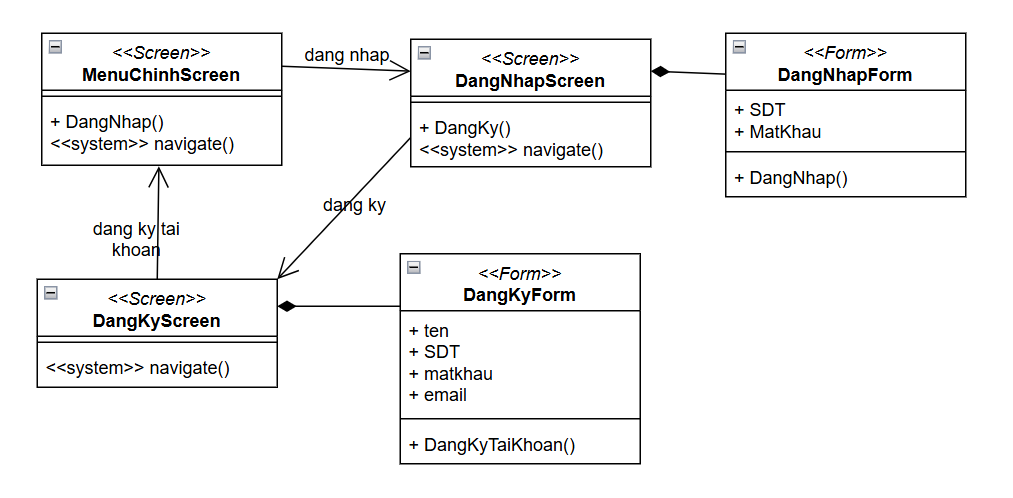 <<Screen>>
MenuChinhScreen
+ DangNhap()
<<system>> navigate()
dang nhap
<<Screen>>
DangNhapScreen
+ DangKy()
<<system>> navigate()
<<Form>>
DangNhapForm
+ SDT
+ MatKhau
+ DangNhap()
dang ky
dang ky tai
khoan
<<Screen>>
DangKyScreen
<<system>> navigate()
<<Form>>
DangKyForm
+ ten
+ SDT
+ matkhau
+ email
+ DangKyTaiKhoan()